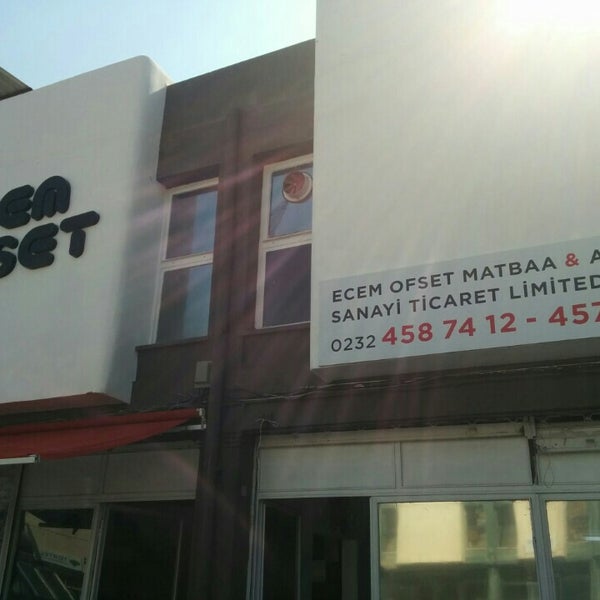 EM
SET
ECEM OFSET MATBAA & A
SANAYİ TİCARET LİMİTED
0232 458 74 12 - 457